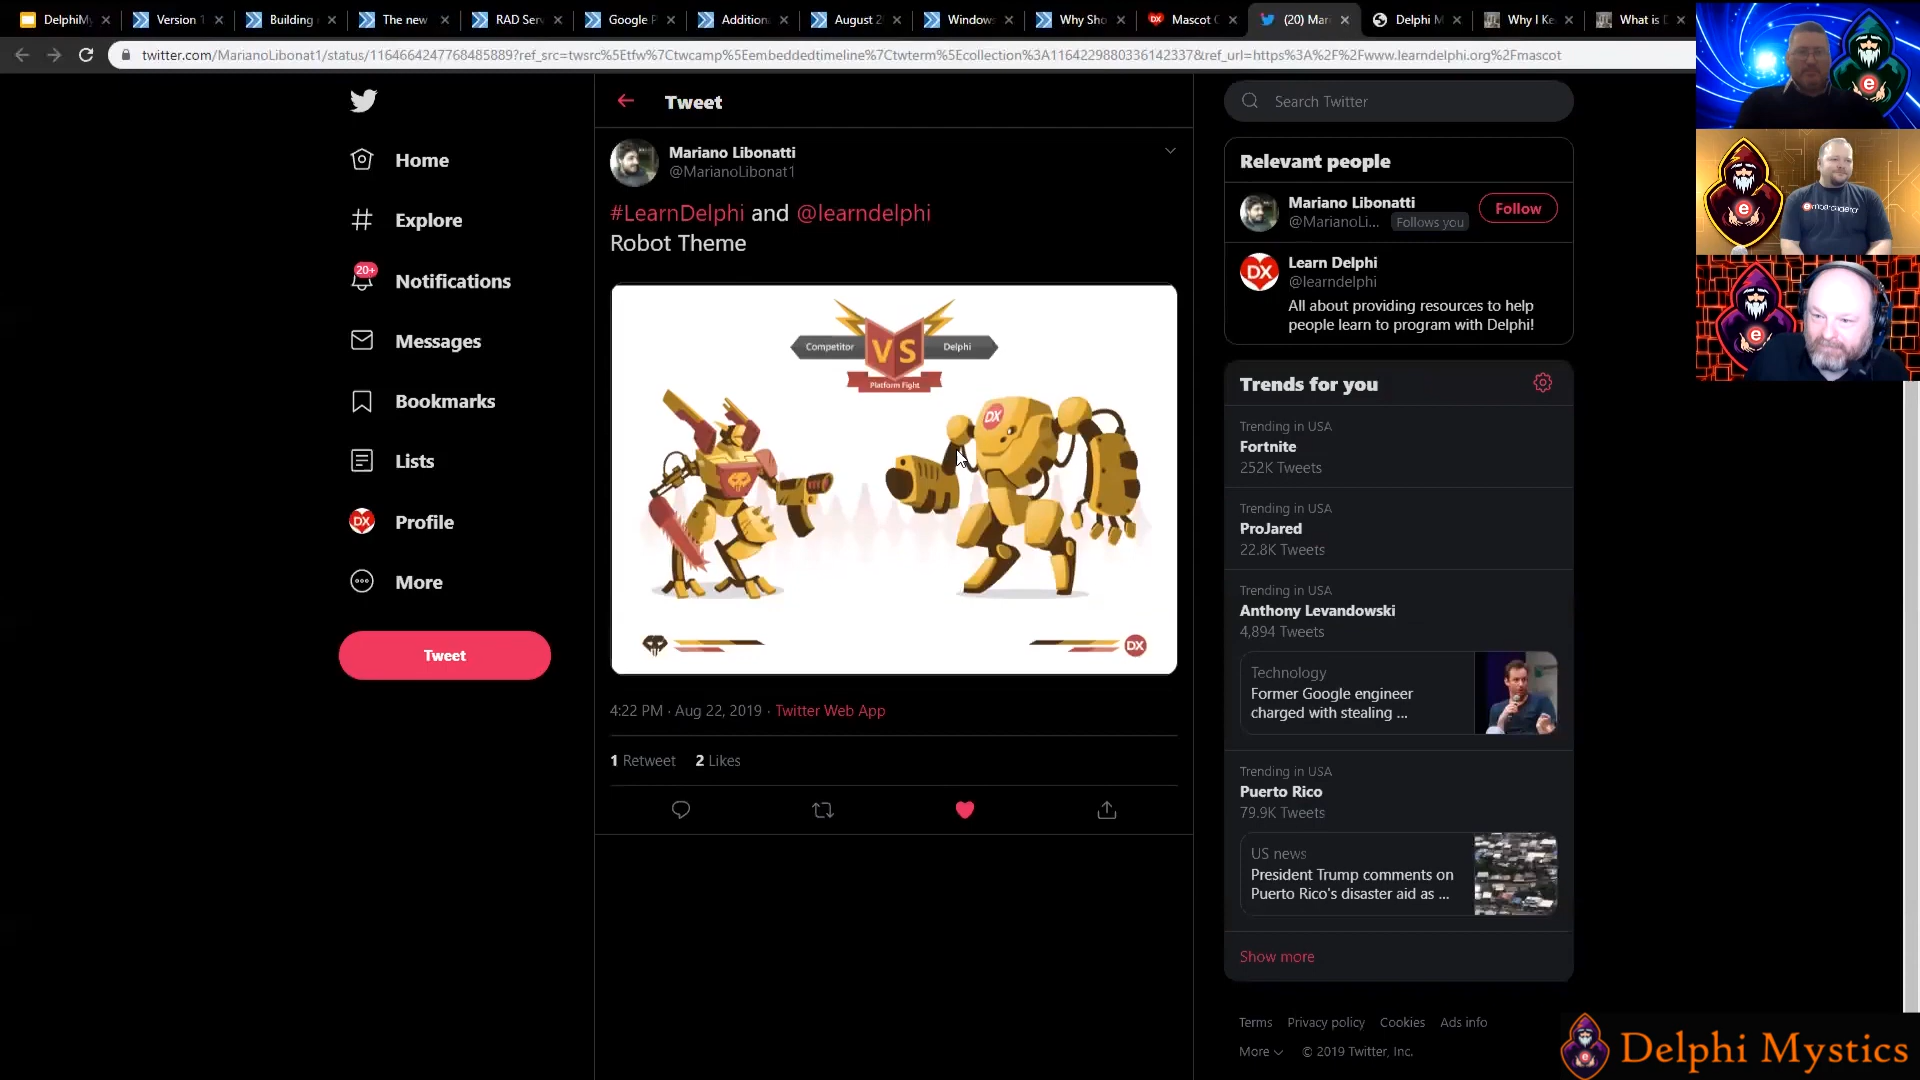 DelphiMy
Version 1
Building
The new
RAD Serv
Google P
Addition
August 2
Windows
Why Sho
Mascot C
(20) Mar
Delphi M
Why I Ke
What is
twitter.com/MarianoLibonat1/status/1164664247768485889?ref_src=twsrc%5Etfw%7Ctwcamp%5Eembeddedtimeline%7Ctwterm%5Ecollection%3A1164229880336142337&ref_url=https%3A%2F%2Fwww.learndelphi.org%2Fmascot
Home
Explore
20+
Notifications
Messages
Bookmarks
Lists
DX
Profile
More
Tweet
Tweet
Mariano Libonatti
@MarianoLibonat1
#LearnDelphi and @learndelphi
Robot Theme
Competitor VS Delphi
Platform Fight
DX
DX
4:22 PM · Aug 22, 2019 · Twitter Web App
1 Retweet 2 Likes
Search Twitter
Relevant people
Mariano Libonatti
@MarianoLi... Follows you
Follow
DX
Learn Delphi
@learndelphi
All about providing resources to help
people learn to program with Delphi!
Trends for you
Trending in USA
Fortnite
252K Tweets
Trending in USA
ProJared
22.8K Tweets
Trending in USA
Anthony Levandowski
4,894 Tweets
Technology
Former Google engineer
charged with stealing ...
Trending in USA
Puerto Rico
79.9K Tweets
US news
President Trump comments on
Puerto Rico's disaster aid as ...
Show more
Terms Privacy policy Cookies Ads info
More © 2019 Twitter, Inc.
embarcadero
Delphi Mystics